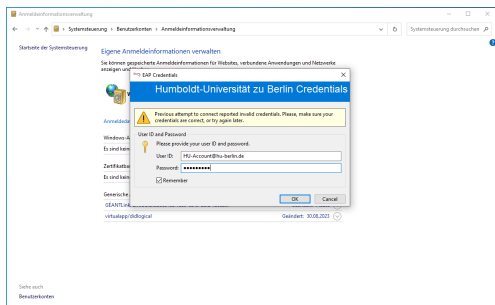 Anmeldeinformationsverwaltung
Systemsteuerung › Benutzerkonten › Anmeldeinformationsverwaltung
Systemsteuerung durchsuchen
Startseite der Systemsteuerung
Eigene Anmeldeinformationen verwalten
Sie können gespeicherte Anmeldeinformationen für Websites, verbundene Anwendungen und Netzwerke
anzeigen und
EAP Credentials
Humboldt-Universität zu Berlin Credentials
Previous attempt to connect reported invalid credentials. Please, make sure your
credentials are correct, or try again later.
User ID and Password
Please provide your user ID and password.
User ID: HU-Account@hu-berlin.de
Password: •••••••••
Remember
OK Cancel
Windows-A
Es sind kein
Zertifikatba
Es sind kein
Generische
virtualapp/didlogical Geändert: 30.08.2023
Siehe auch
Benutzerkonten